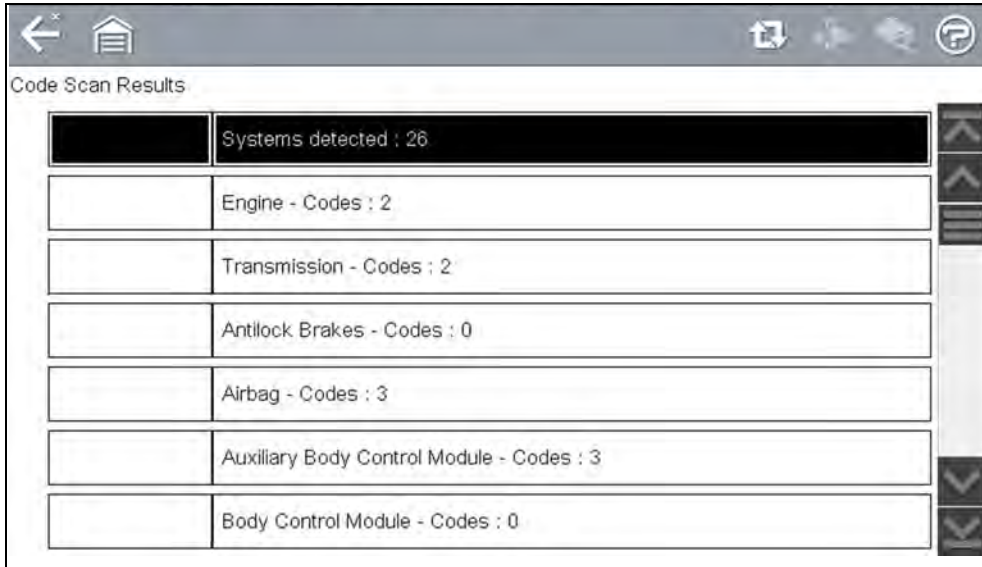 Code Scan Results
Systems detected : 26
Engine - Codes : 2
Transmission - Codes : 2
Antilock Brakes - Codes : 0
Airbag - Codes : 3
Auxiliary Body Control Module - Codes : 3
Body Control Module - Codes : 0